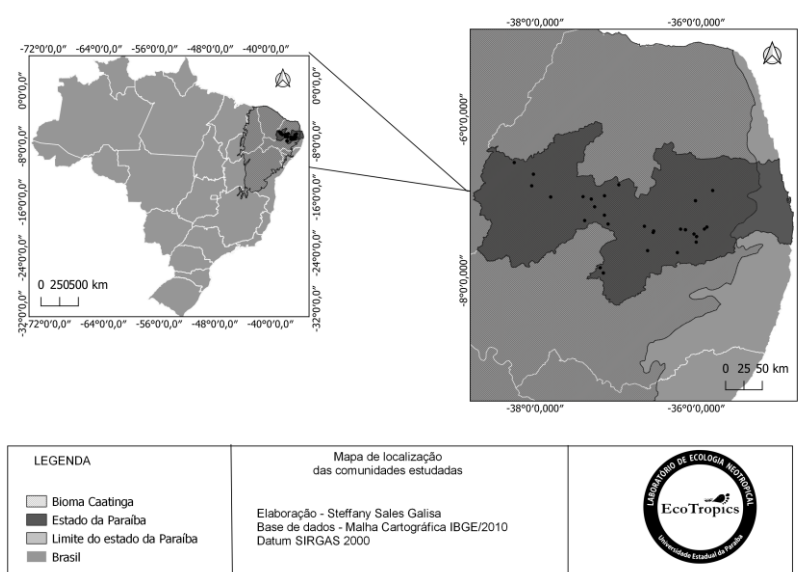 -72°0'0,0" -64°0'0,0" -56°0'0,0" -48°0'0,0" -40°0'0,0"
0°0'0,0"
-8°0'0,0"
-16°0'0,0"
-24°0'0,0"
-32°0'0,0"
0°0'0,0"
-8°0'0,0"
-16°0'0,0"
-24°0'0,0"
-32°0'0,0"
0 250500 km
-72°0'0,0" -64°0'0,0" -56°0'0,0" -48°0'0,0" -40°0'0,0"
-38°0'0,000" -36°0'0,000"
-6°0'0,000"
-8°0'0,000"
0 25 50 km
-38°0'0,000" -36°0'0,000"
LEGENDA
Bioma Caatinga
Estado da Paraíba
Limite do estado da Paraíba
Brasil
Mapa de localização
das comunidades estudadas
Elaboração - Steffany Sales Galisa
Base de dados - Malha Cartográfica IBGE/2010
Datum SIRGAS 2000
LABORATÓRIO DE ECOLOGIA NEOTROPICAL
EcoTropics
Universidade Estadual da Paraíba